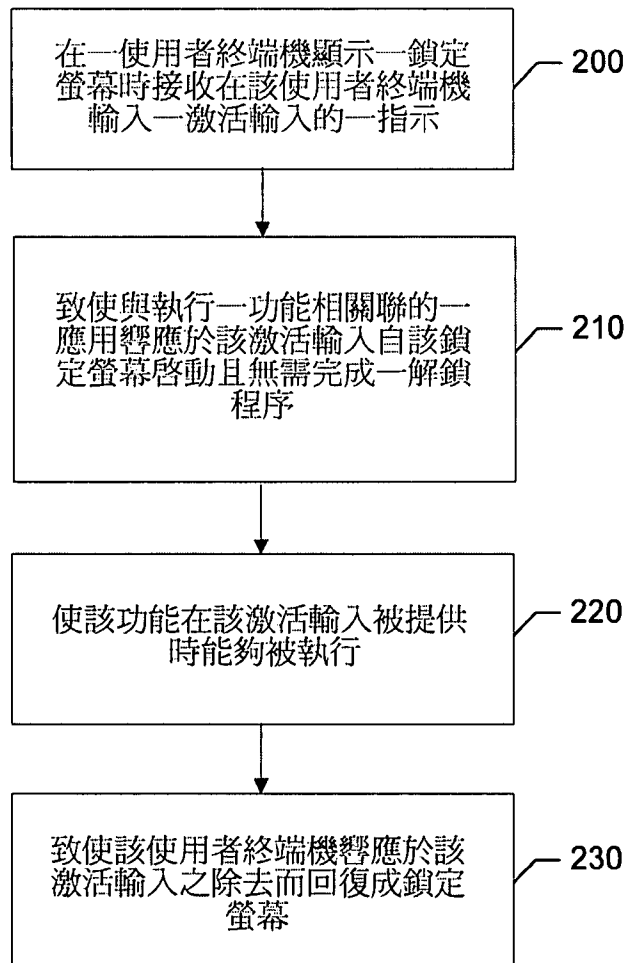 在一使用者終端機顯示一鎖定
螢幕時接收在該使用者終端機
輸入一激活輸入的一指示
200
致使與執行一功能相關聯的一
應用響應於該激活輸入自該鎖
定螢幕啓動且無需完成一解鎖
程序
210
使該功能在該激活輸入被提供
時能夠被執行
220
致使該使用者終端機響應於該
激活輸入之除去而回復成鎖定
螢幕
230